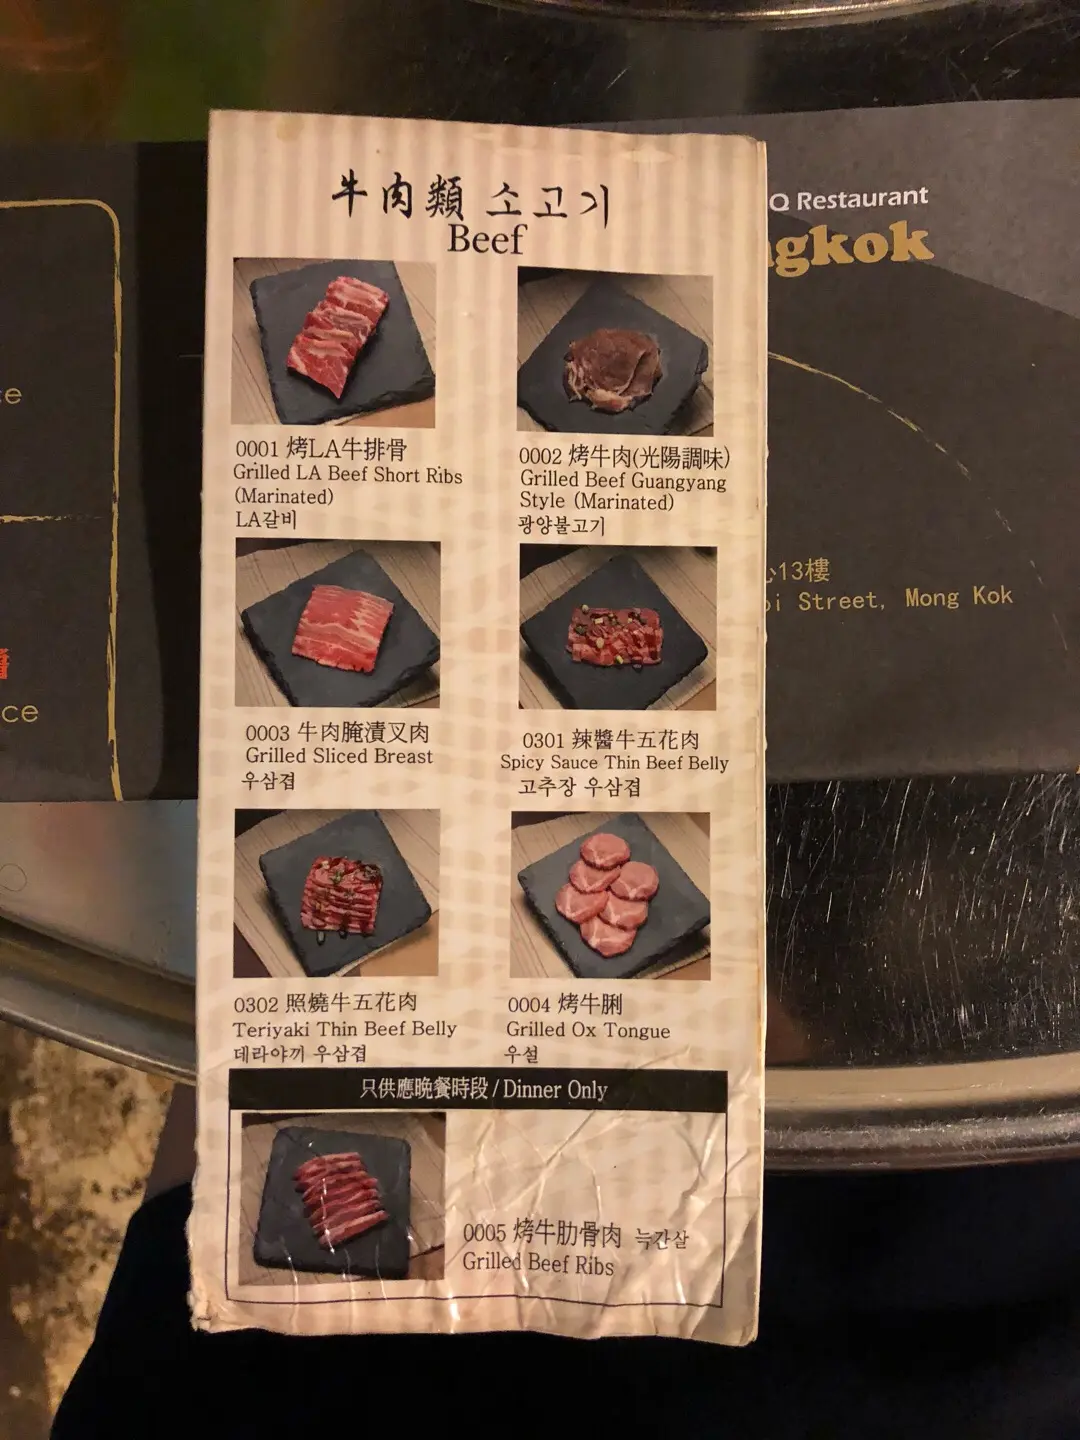 牛肉類 소고기
Beef
0001 烤LA牛排骨
Grilled LA Beef Short Ribs
(Marinated)
LA갈비
0002 烤牛肉(光陽調味)
Grilled Beef Guangyang
Style (Marinated)
광양불고기
0003 牛肉腌漬叉肉
Grilled Sliced Breast
우삼겹
0301 辣醬牛五花肉
Spicy Sauce Thin Beef Belly
고추장 우삼겹
0302 照燒牛五花肉
Teriyaki Thin Beef Belly
데라야끼 우삼겹
0004 烤牛脷
Grilled Ox Tongue
우설
只供應晚餐時段 / Dinner Only
0005 烤牛肋骨肉 늑간살
Grilled Beef Ribs
Q Restaurant
gkok
13樓
Street, Mong Kok
ce
ce